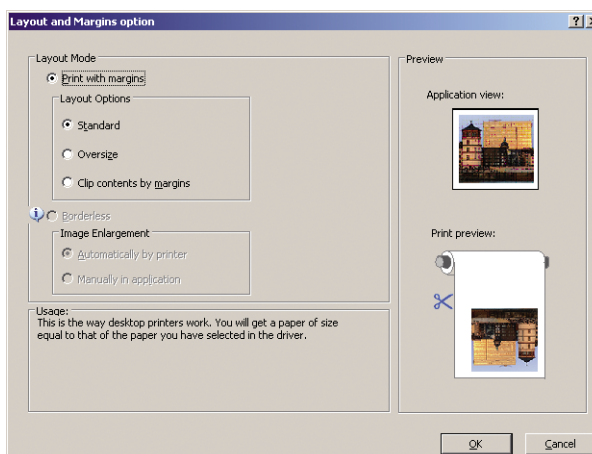 Layout and Margins option
Layout Mode
Print with margins
Layout Options
Standard
Oversize
Clip contents by margins
Borderless
Image Enlargement
Automatically by printer
Manually in application
Usage:
This is the way desktop printers work. You will get a paper of size
equal to that of the paper you have selected in the driver.
Preview
Application view:
Print preview:
OK
Cancel